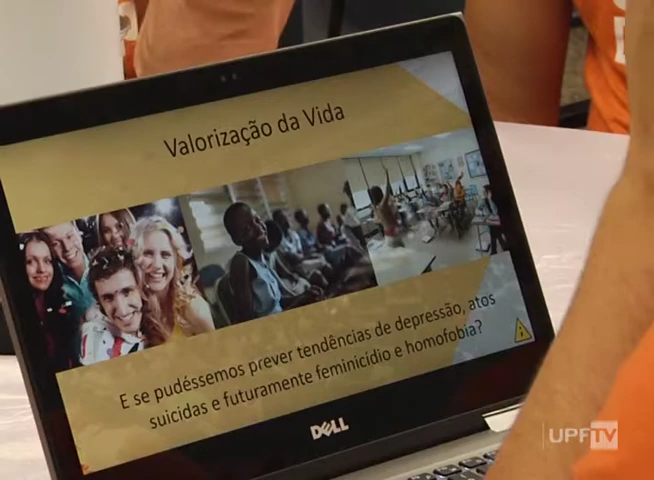 Valorização da Vida
E se pudéssemos prever tendências de depressão, atos
suicidas e futuramente feminicídio e homofobia?
DELL
UPFTV